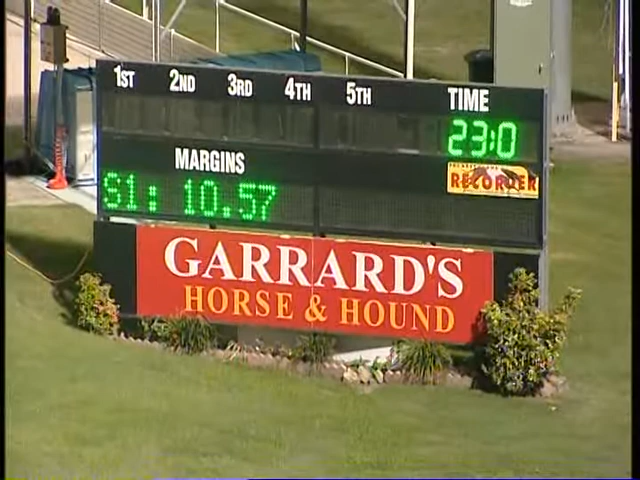 1ST 2ND 3RD 4TH 5TH TIME
23:0
MARGINS
RECORDER
S1: 10.57
GARRARD'S
HORSE & HOUND